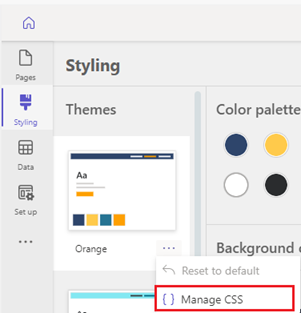 Pages
Styling
Data
Set up
Styling
Themes
Aa
Orange
Reset to default
{ } Manage CSS
Color palette
Background